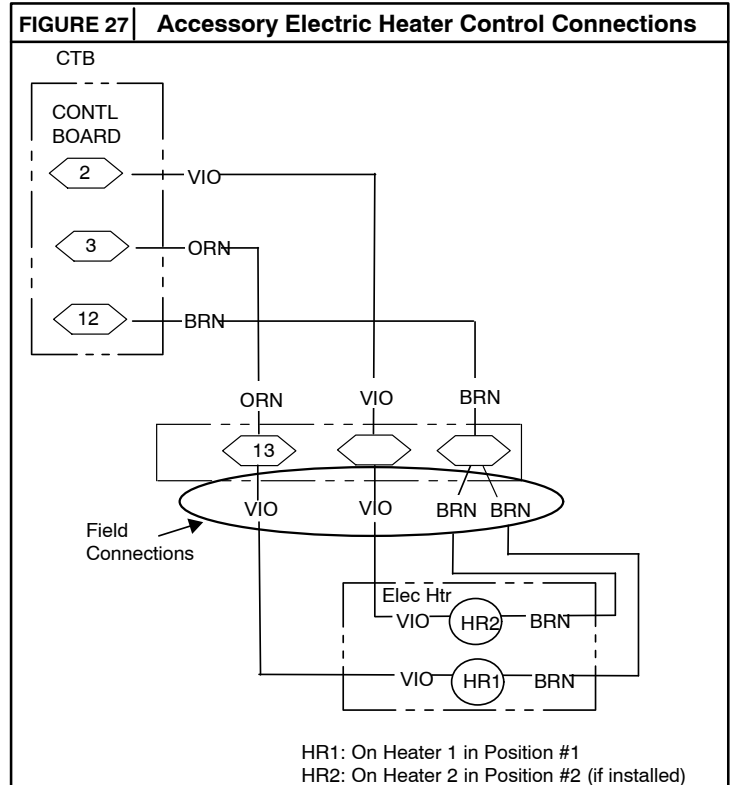 FIGURE 27 Accessory Electric Heater Control Connections
CTB
CONTL
BOARD
2
VIO
3
ORN
12
BRN
ORN
VIO
BRN
13
VIO
VIO
BRN
BRN
Field
Connections
Elec Htr
VIO
HR2
BRN
VIO
HR1
BRN
HR1: On Heater 1 in Position #1
HR2: On Heater 2 in Position #2 (if installed)